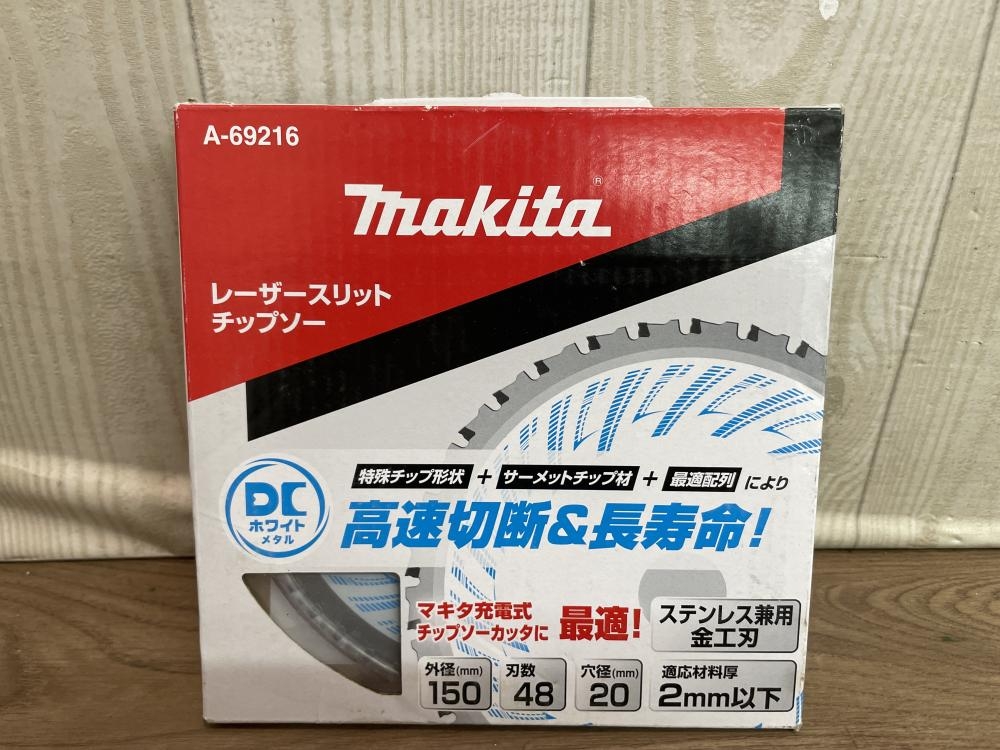 A-69216
makita®
レーザースリット
チップソー
特殊チップ形状 + サーメットチップ材 + 最適配列 により
DC
ホワイト
メタル
高速切断&長寿命!
マキタ充電式
チップソーカッタに 最適!
ステンレス兼用
金工刃
外径(mm)
150
刃数
48
穴径(mm)
20
適応材料厚
2mm以下